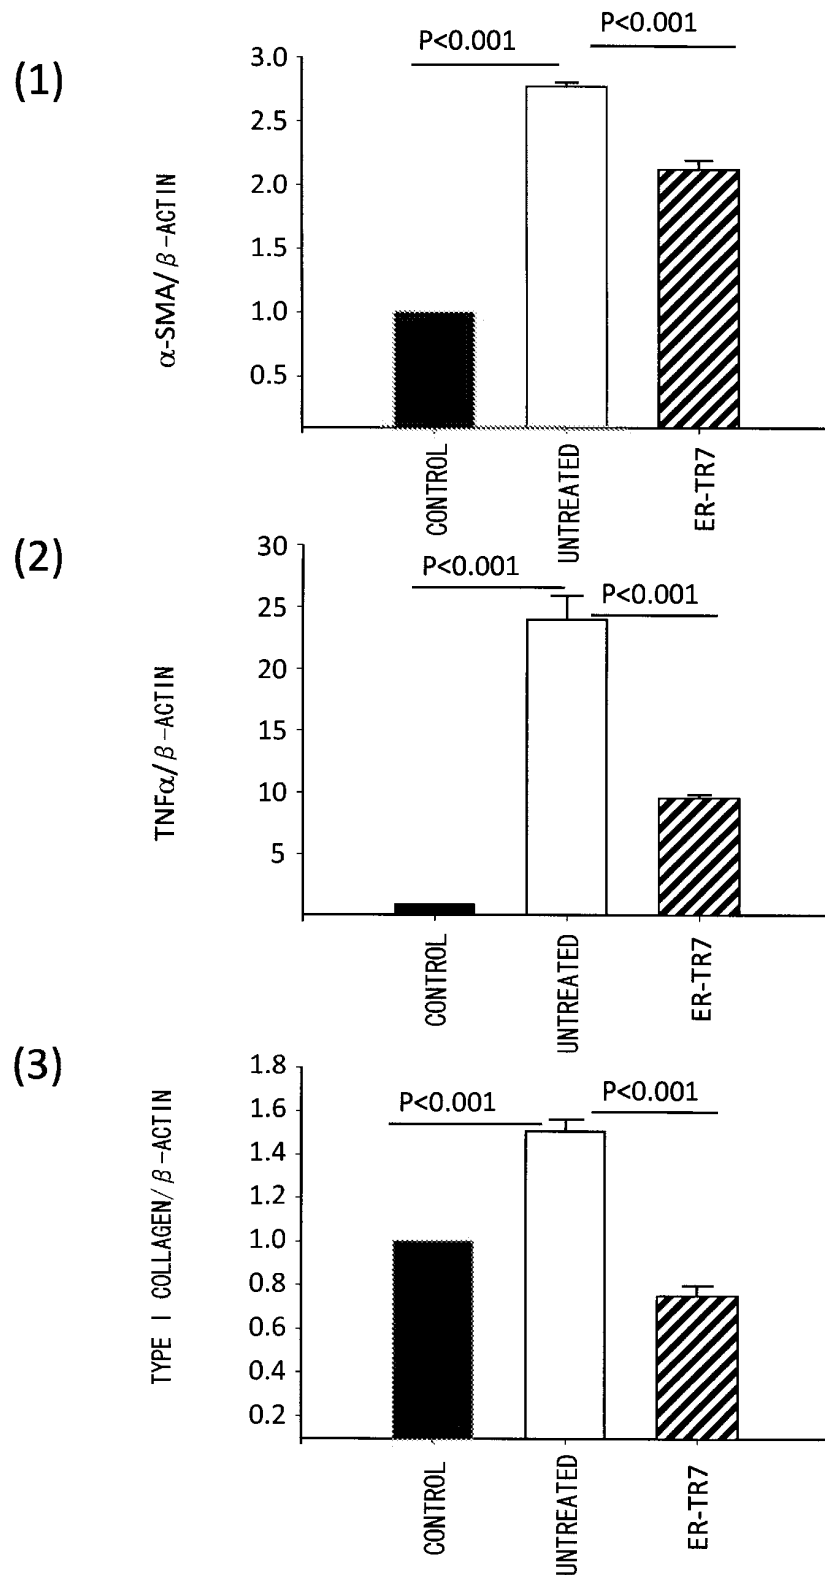 (1)
P<0.001
P<0.001
α-SMA/β-ACTIN
3.0
2.5
2.0
1.5
1.0
0.5
CONTROL
UNTREATED
ER-TR7
(2)
P<0.001
P<0.001
TNFα/β-ACTIN
30
25
20
15
10
5
CONTROL
UNTREATED
ER-TR7
(3)
P<0.001
P<0.001
TYPE I COLLAGEN/β-ACTIN
1.8
1.6
1.4
1.2
1.0
0.8
0.6
0.4
0.2
CONTROL
UNTREATED
ER-TR7